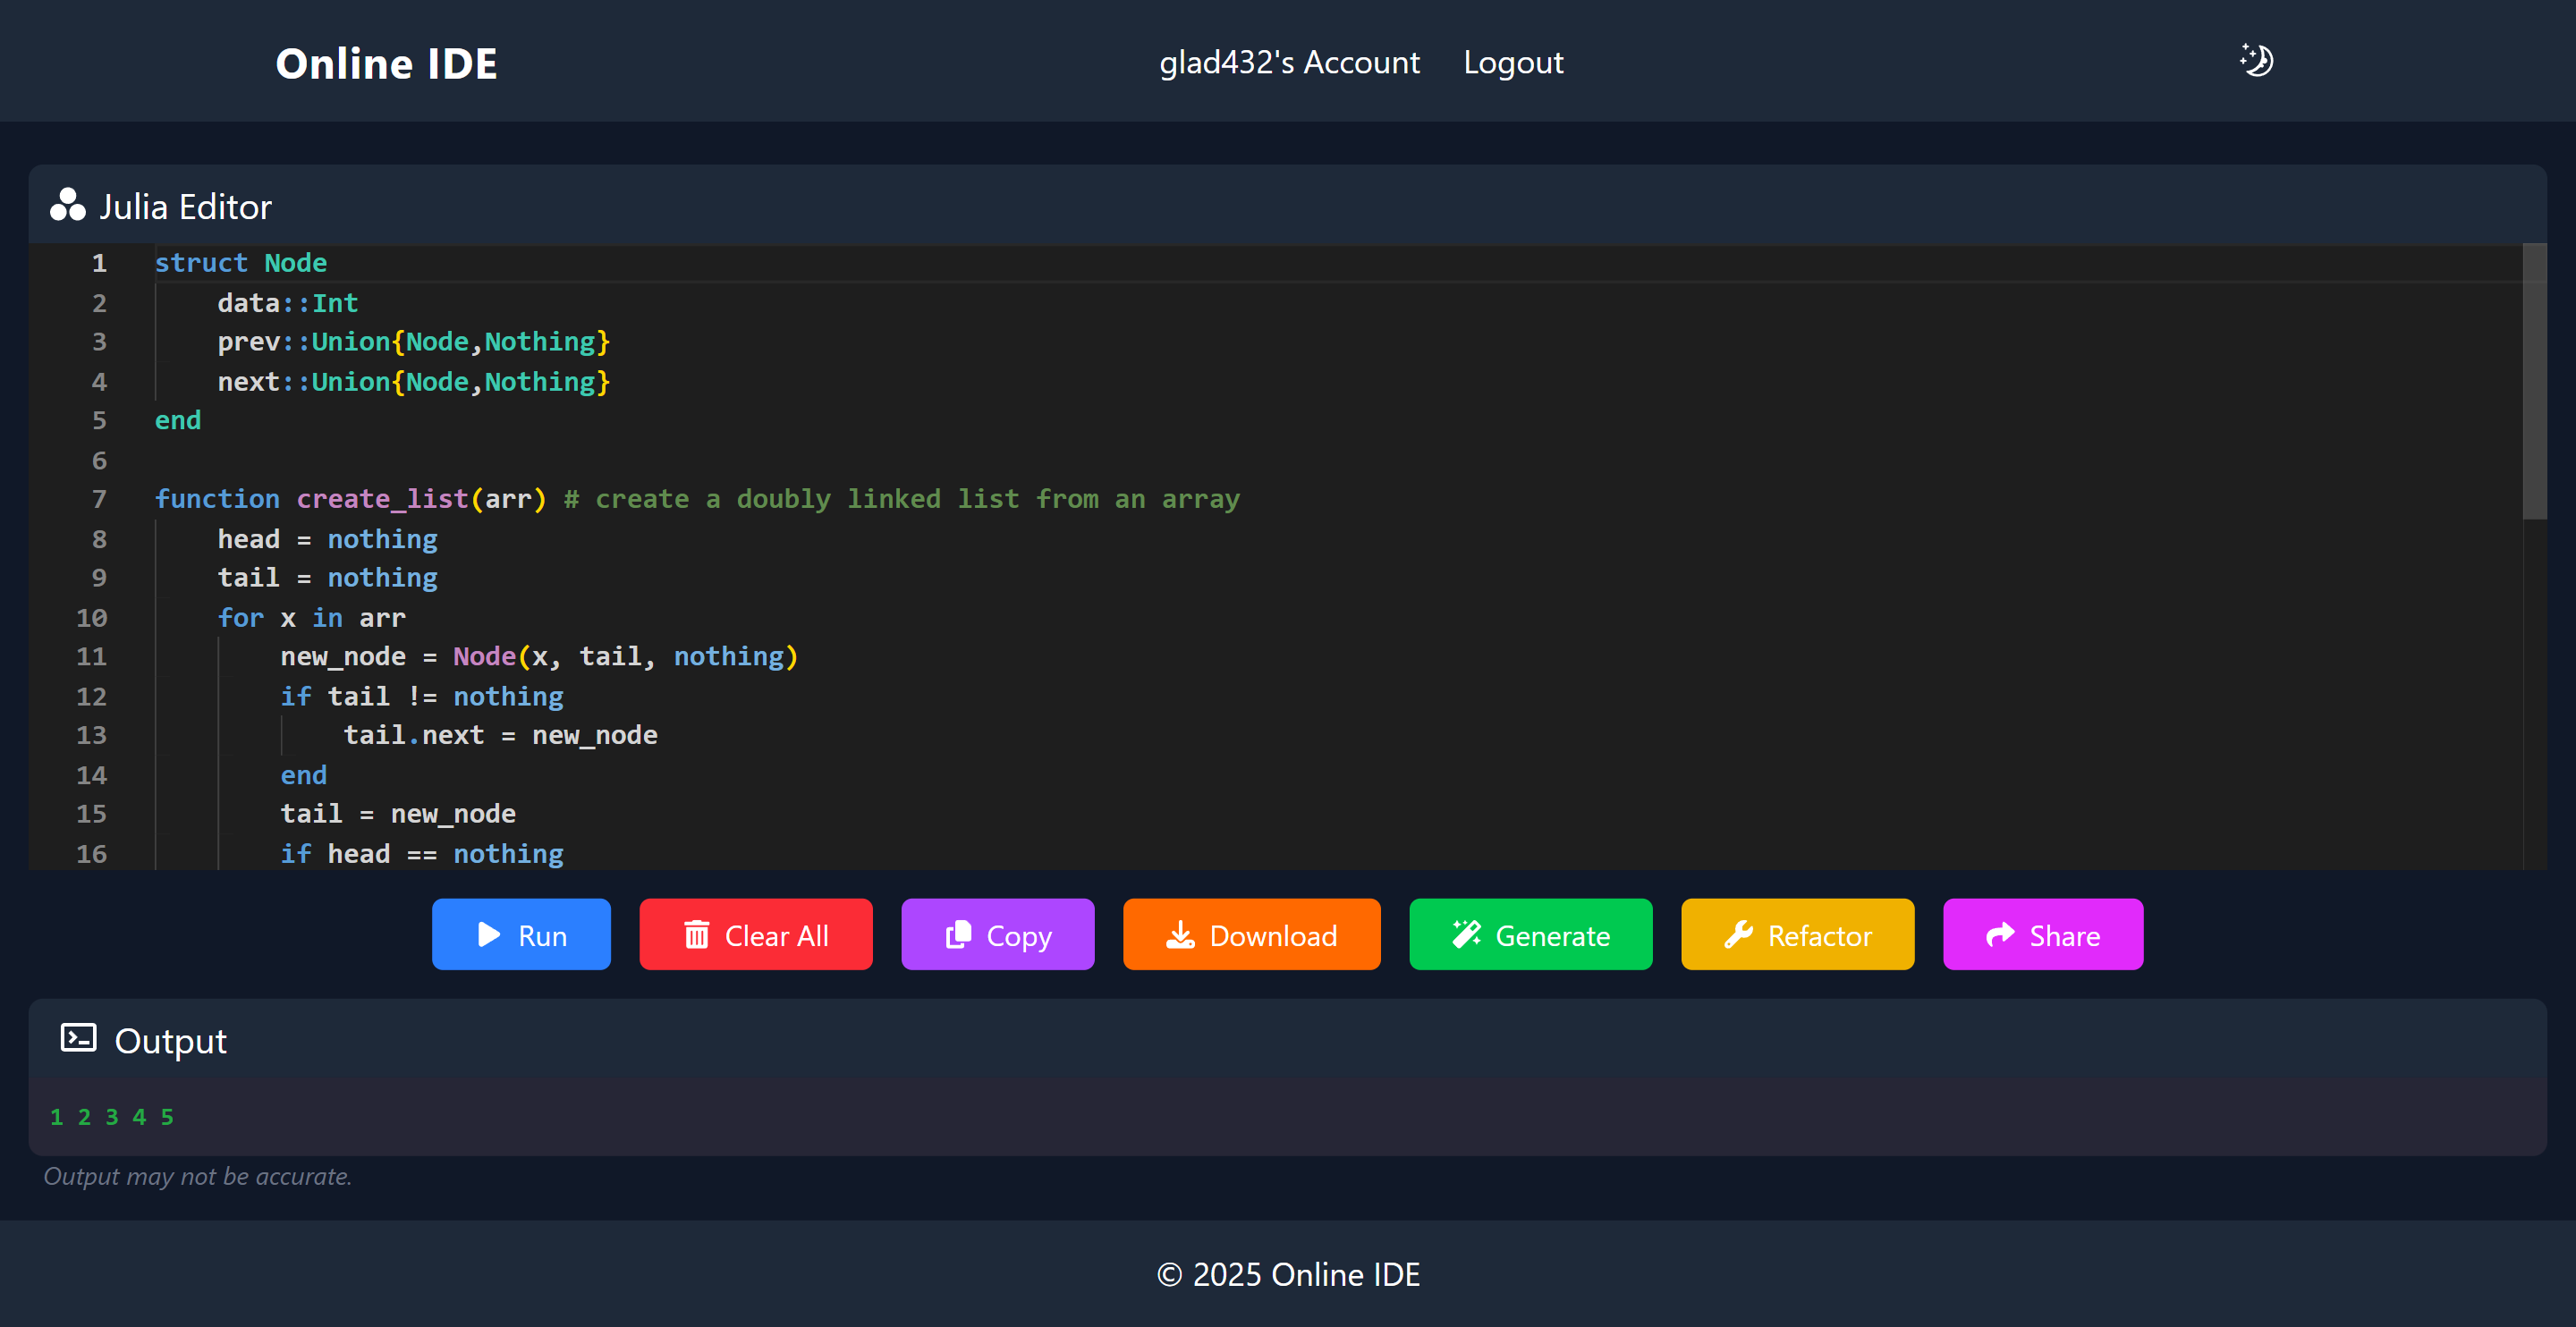 Online IDE
glad432's Account
Logout
Julia Editor
1 struct Node
2     data::Int
3     prev::Union{Node,Nothing}
4     next::Union{Node,Nothing}
5 end
6
7 function create_list(arr) # create a doubly linked list from an array
8     head = nothing
9     tail = nothing
10     for x in arr
11         new_node = Node(x, tail, nothing)
12         if tail != nothing
13             tail.next = new_node
14         end
15         tail = new_node
16         if head == nothing
Run
Clear All
Copy
Download
Generate
Refactor
Share
Output
1 2 3 4 5
Output may not be accurate.
© 2025 Online IDE